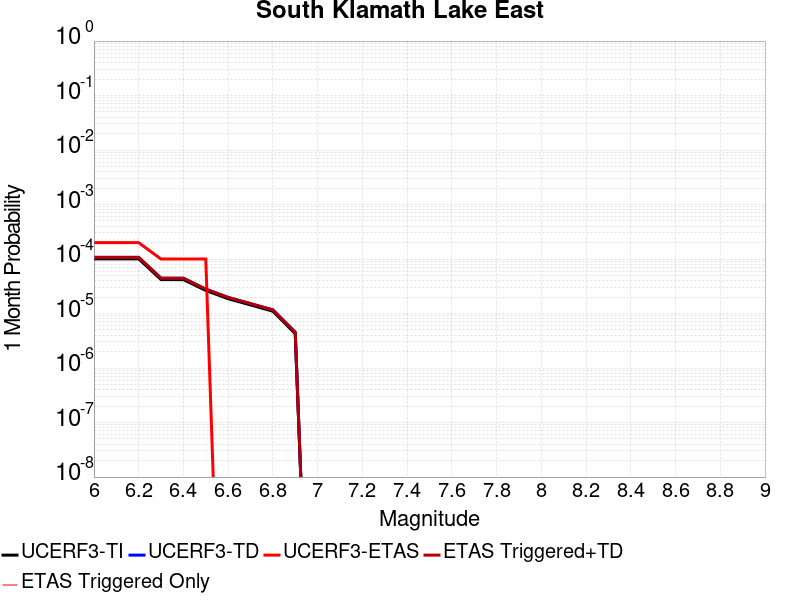 South Klamath Lake East
10 0
10 -1
10 -2
10 -3
10 -4
10 -5
10 -6
10 -7
10 -8
1 Month Probability
6 6.2 6.4 6.6 6.8 7 7.2 7.4 7.6 7.8 8 8.2 8.4 8.6 8.8 9
Magnitude
UCERF3-TI UCERF3-TD UCERF3-ETAS ETAS Triggered+TD
ETAS Triggered Only